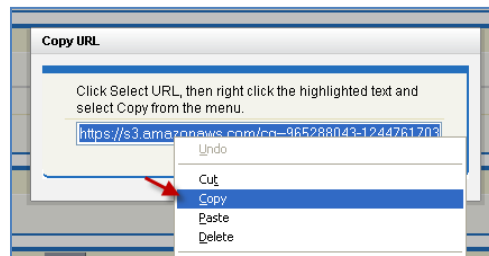 Copy URL
Click Select URL, then right click the highlighted text and
select Copy from the menu.
https://s3.amazonaws.com/cg--965288043-1244761703
Undo
Cut
Copy
Paste
Delete